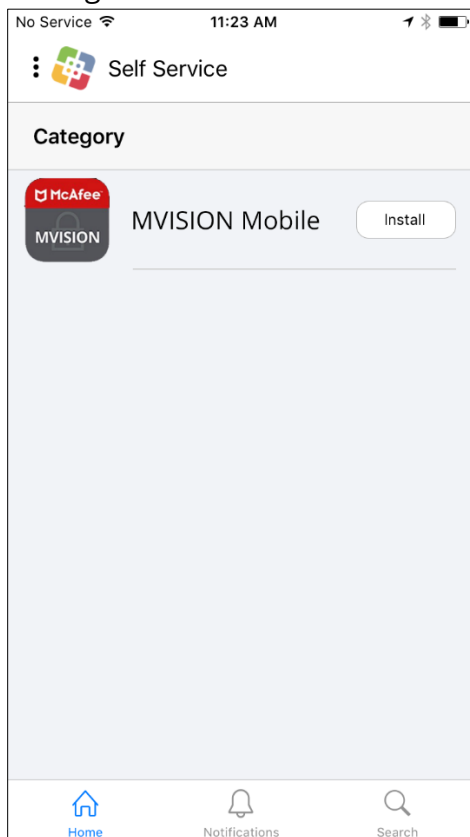 No Service 11:23 AM
Self Service
Category
McAfee
MVISION
MVISION Mobile Install
Home Notifications Search